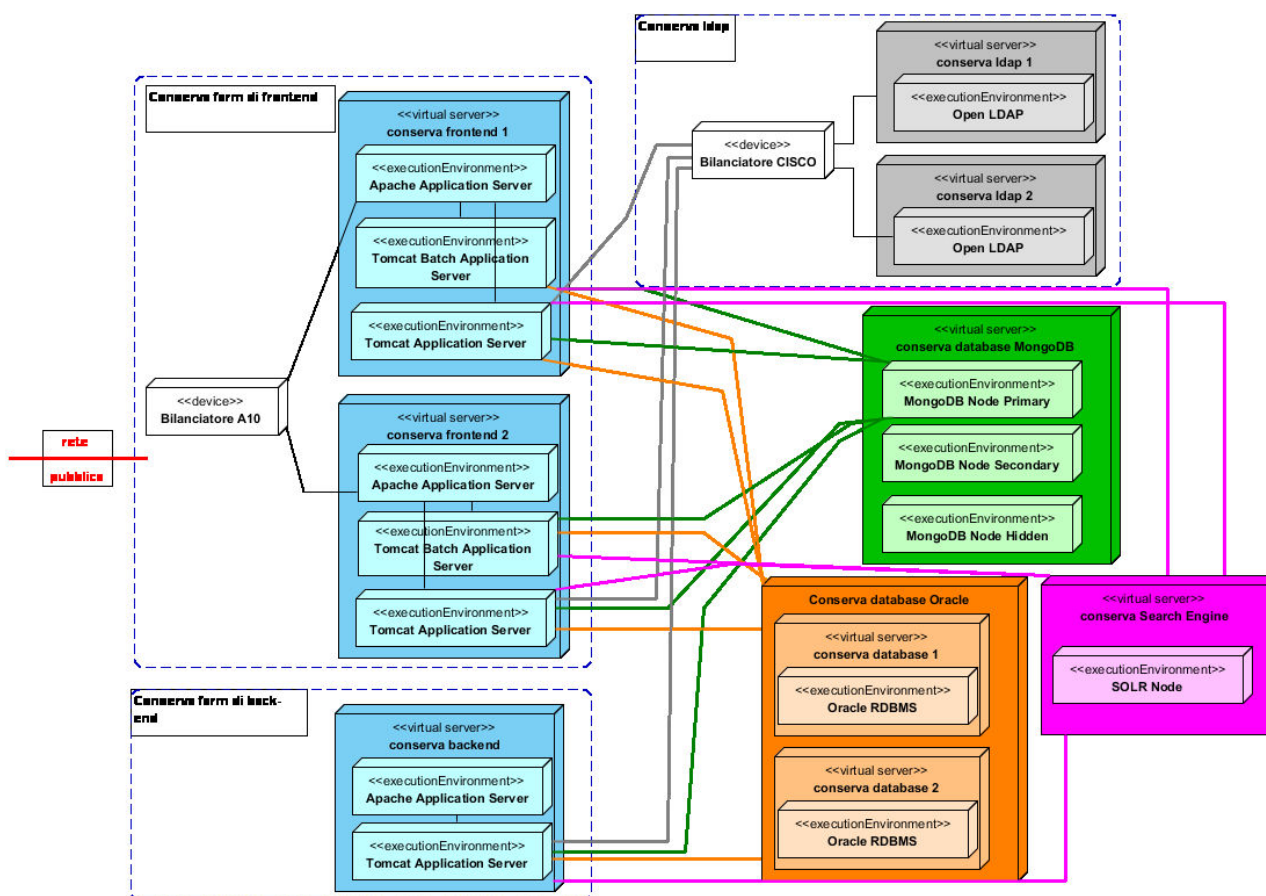 Conserva ldap
<<virtual server>>
conserva ldap 1
<<executionEnvironment>>
Open LDAP
<<device>>
Bilanciatore CISCO
<<virtual server>>
conserva ldap 2
<<executionEnvironment>>
Open LDAP
Conserva farm di frontend
<<virtual server>>
conserva frontend 1
<<executionEnvironment>>
Apache Application Server
<<executionEnvironment>>
Tomcat Batch Application
Server
<<executionEnvironment>>
Tomcat Application Server
<<device>>
Bilanciatore A10
rete
pubblica
<<virtual server>>
conserva frontend 2
<<executionEnvironment>>
Apache Application Server
<<executionEnvironment>>
Tomcat Batch Application
Server
<<executionEnvironment>>
Tomcat Application Server
<<virtual server>>
conserva database MongoDB
<<executionEnvironment>>
MongoDB Node Primary
<<executionEnvironment>>
MongoDB Node Secondary
<<executionEnvironment>>
MongoDB Node Hidden
Conserva database Oracle
<<virtual server>>
conserva database 1
<<executionEnvironment>>
Oracle RDBMS
<<virtual server>>
conserva database 2
<<executionEnvironment>>
Oracle RDBMS
<<virtual server>>
conserva Search Engine
<<executionEnvironment>>
SOLR Node
Conserva farm di back-
end
<<virtual server>>
conserva backend
<<executionEnvironment>>
Apache Application Server
<<executionEnvironment>>
Tomcat Application Server